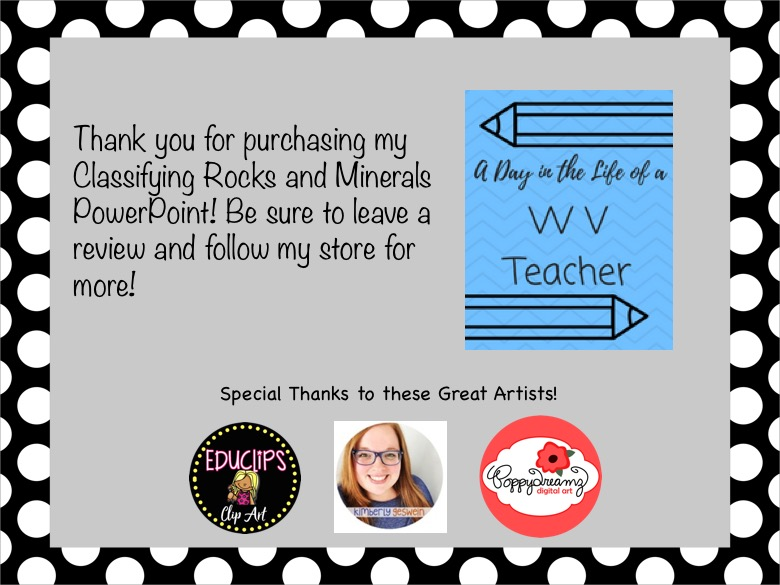 Thank you for purchasing my
Classifying Rocks and Minerals
PowerPoint! Be sure to leave a
review and follow my store for
more!
A Day in the Life of a
W V
Teacher
Special Thanks to these Great Artists!
EDUCLIPS
Clip Art
kimberly geswein
Poppydreamz
digital art